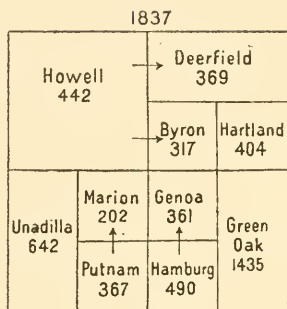 1837
Howell
442
Deerfield
369
Byron
317
Hartland
404
Unadilla
642
Marion
202
Genoa
361
Green
Oak
1435
Putnam
367
Hamburg
490